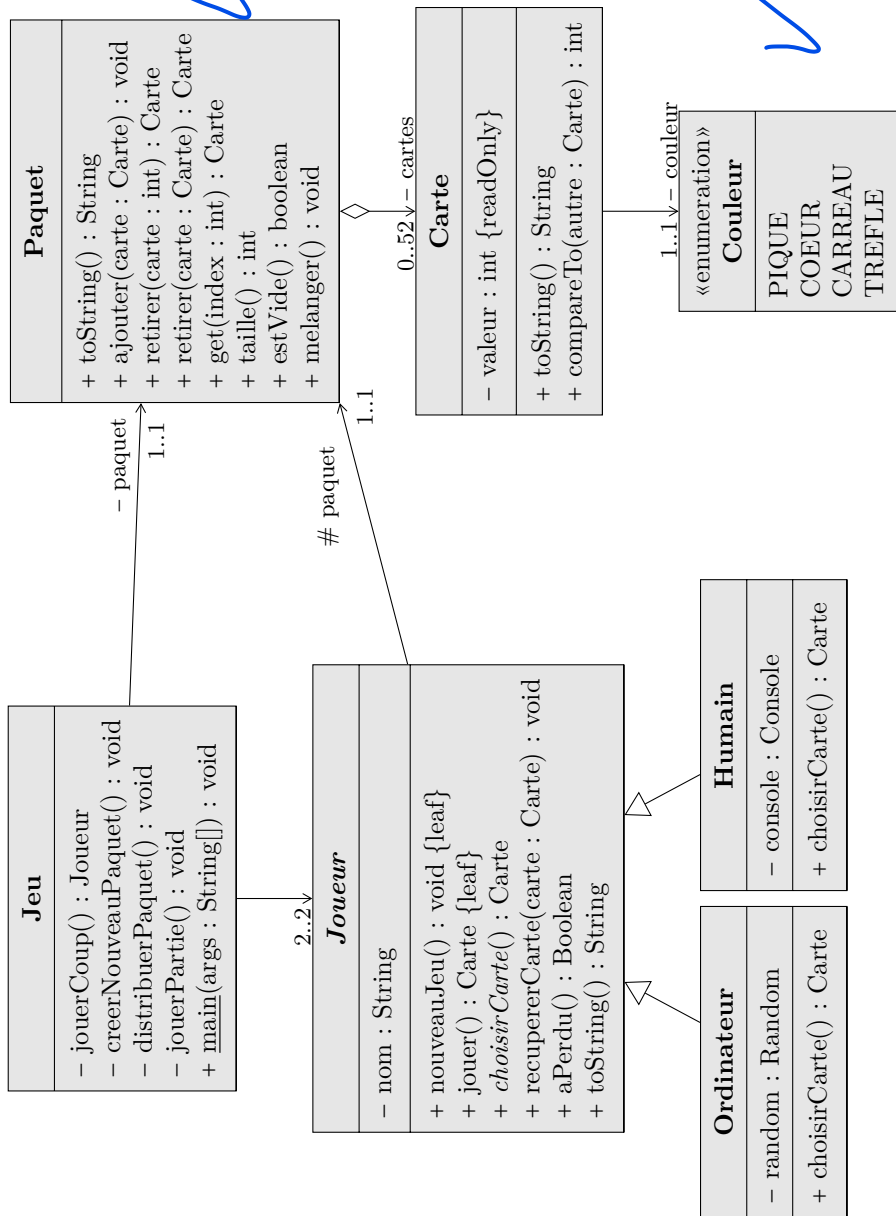 Jeu
– jouerCoup() : Joueur
– creerNouveauPaquet() : void
– distribuerPaquet() : void
– jouerPartie() : void
+ main(args : String[]) : void
– paquet
1..1
Paquet
+ toString() : String
+ ajouter(carte : Carte) : void
+ retirer(carte : int) : Carte
+ retirer(carte : Carte) : Carte
+ get(index : int) : Carte
+ taille() : int
+ estVide() : boolean
+ melanger() : void
2..2
# paquet
1..1
0..52 – cartes
Joueur
– nom : String
+ nouveauJeu() : void {leaf}
+ jouer() : Carte {leaf}
+ choisirCarte() : Carte
+ recupererCarte(carte : Carte) : void
+ aPerdu() : Boolean
+ toString() : String
Carte
– valeur : int {readOnly}
+ toString() : String
+ compareTo(autre : Carte) : int
1..1 – couleur
Ordinateur
– random : Random
+ choisirCarte() : Carte
Humain
– console : Console
+ choisirCarte() : Carte
«enumeration»
Couleur
PIQUE
COEUR
CARREAU
TREFLE